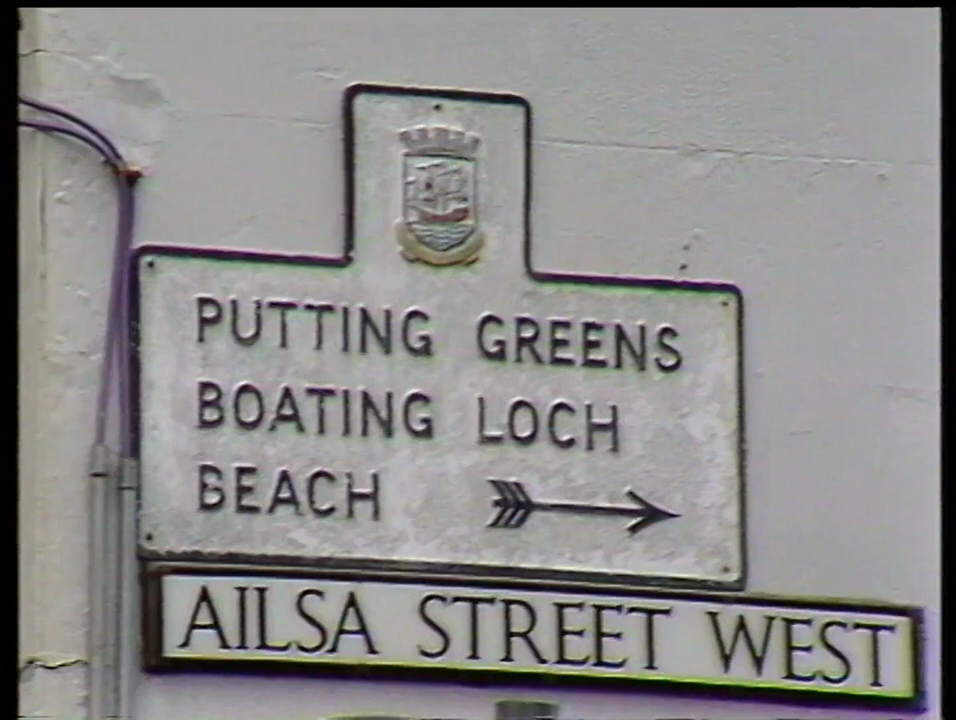 PUTTING GREENS
BOATING LOCH
BEACH
AILSA STREET WEST